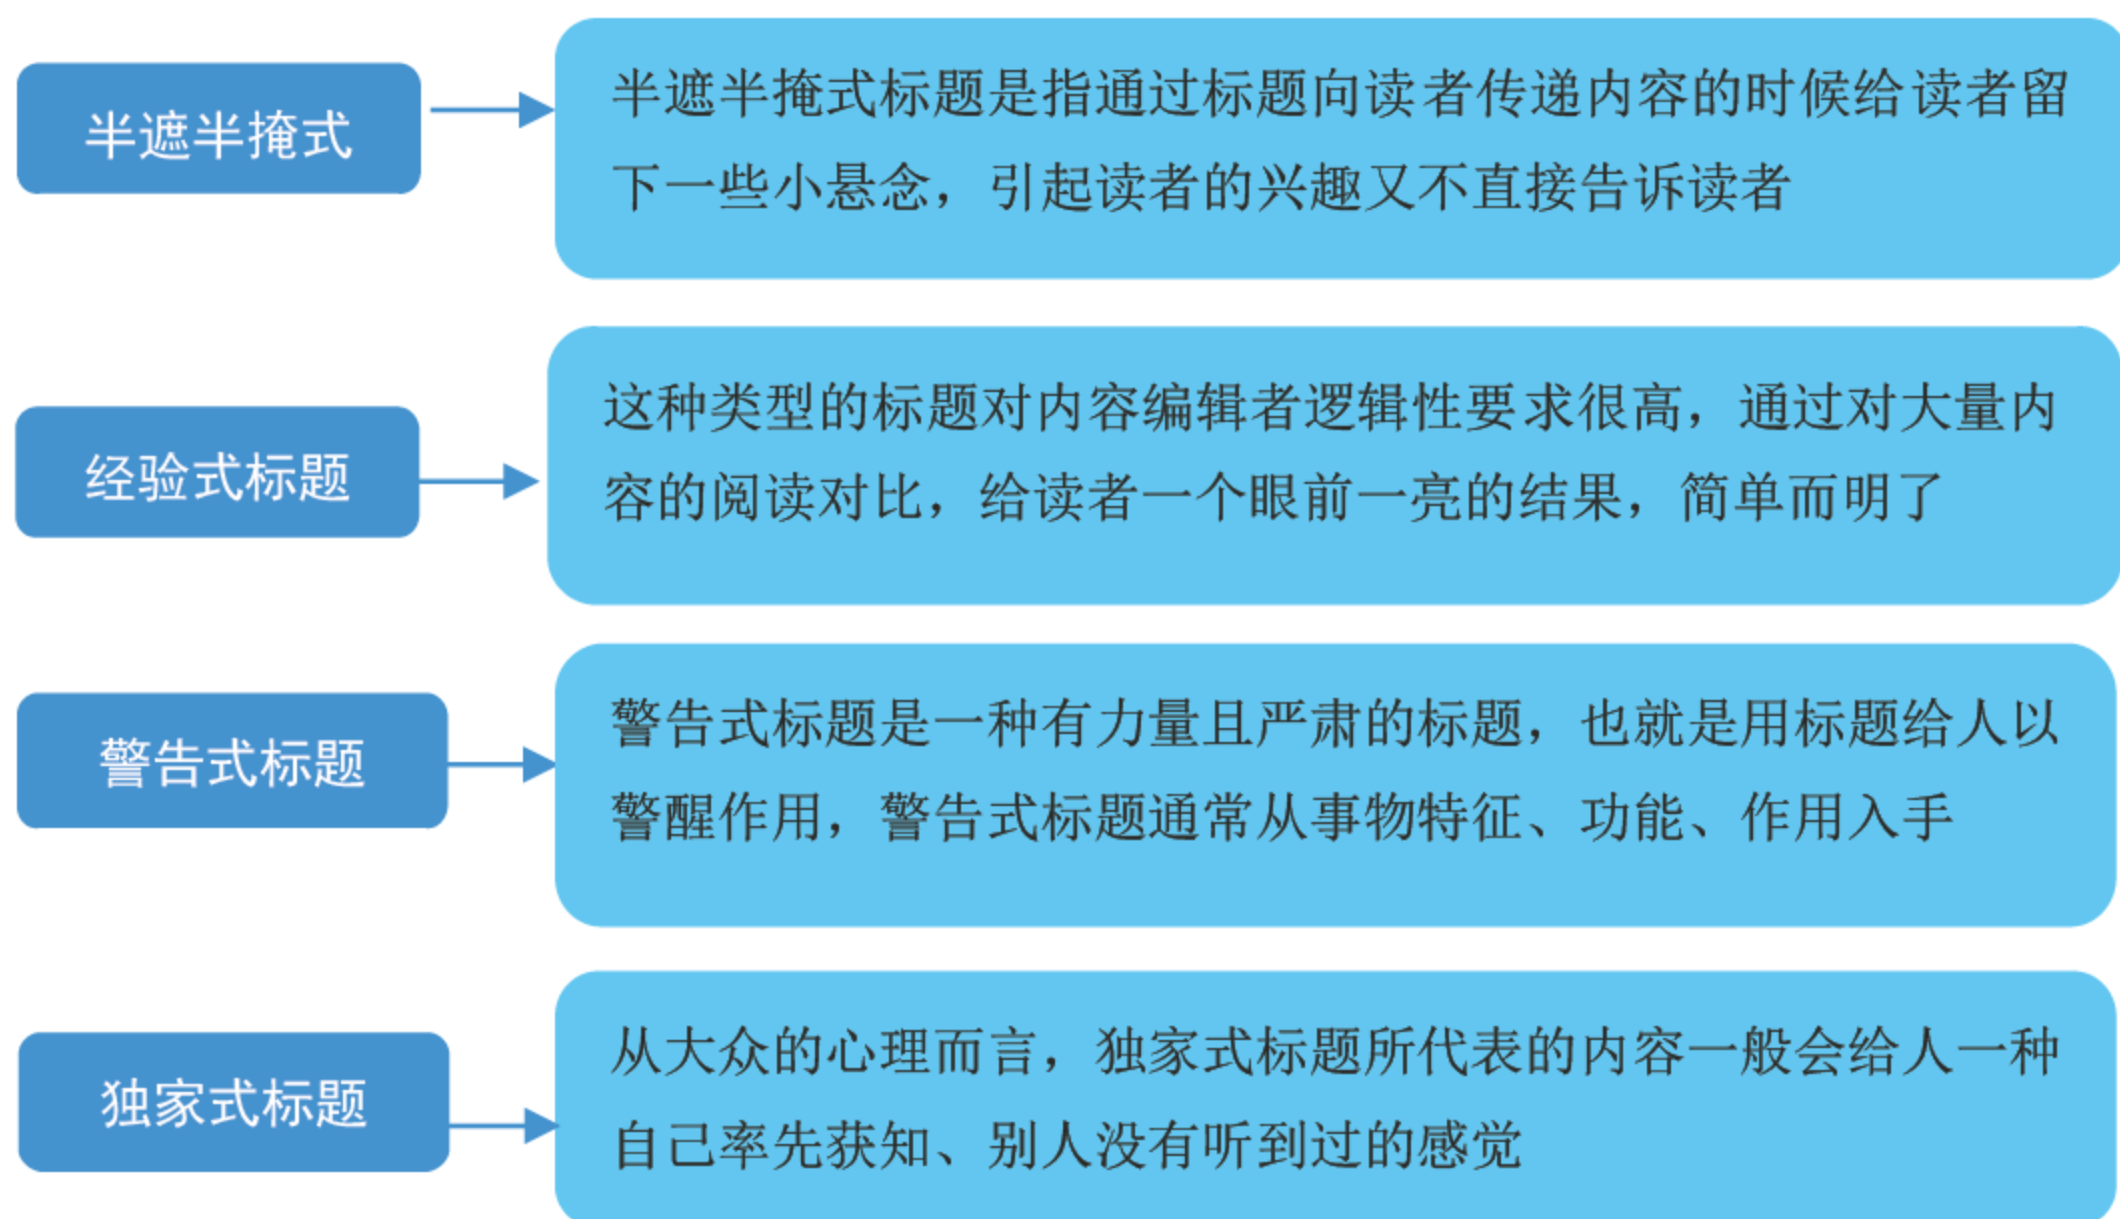 半遮半掩式
半遮半掩式标题是指通过标题向读者传递内容的时候给读者留
下一些小悬念，引起读者的兴趣又不直接告诉读者
经验式标题
这种类型的标题对内容编辑者逻辑性要求很高，通过对大量内
容的阅读对比，给读者一个眼前一亮的结果，简单而明了
警告式标题
警告式标题是一种有力量且严肃的标题，也就是用标题给人以
警醒作用，警告式标题通常从事物特征、功能、作用入手
独家式标题
从大众的心理而言，独家式标题所代表的内容一般会给人一种
自己率先获知、别人没有听到过的感觉